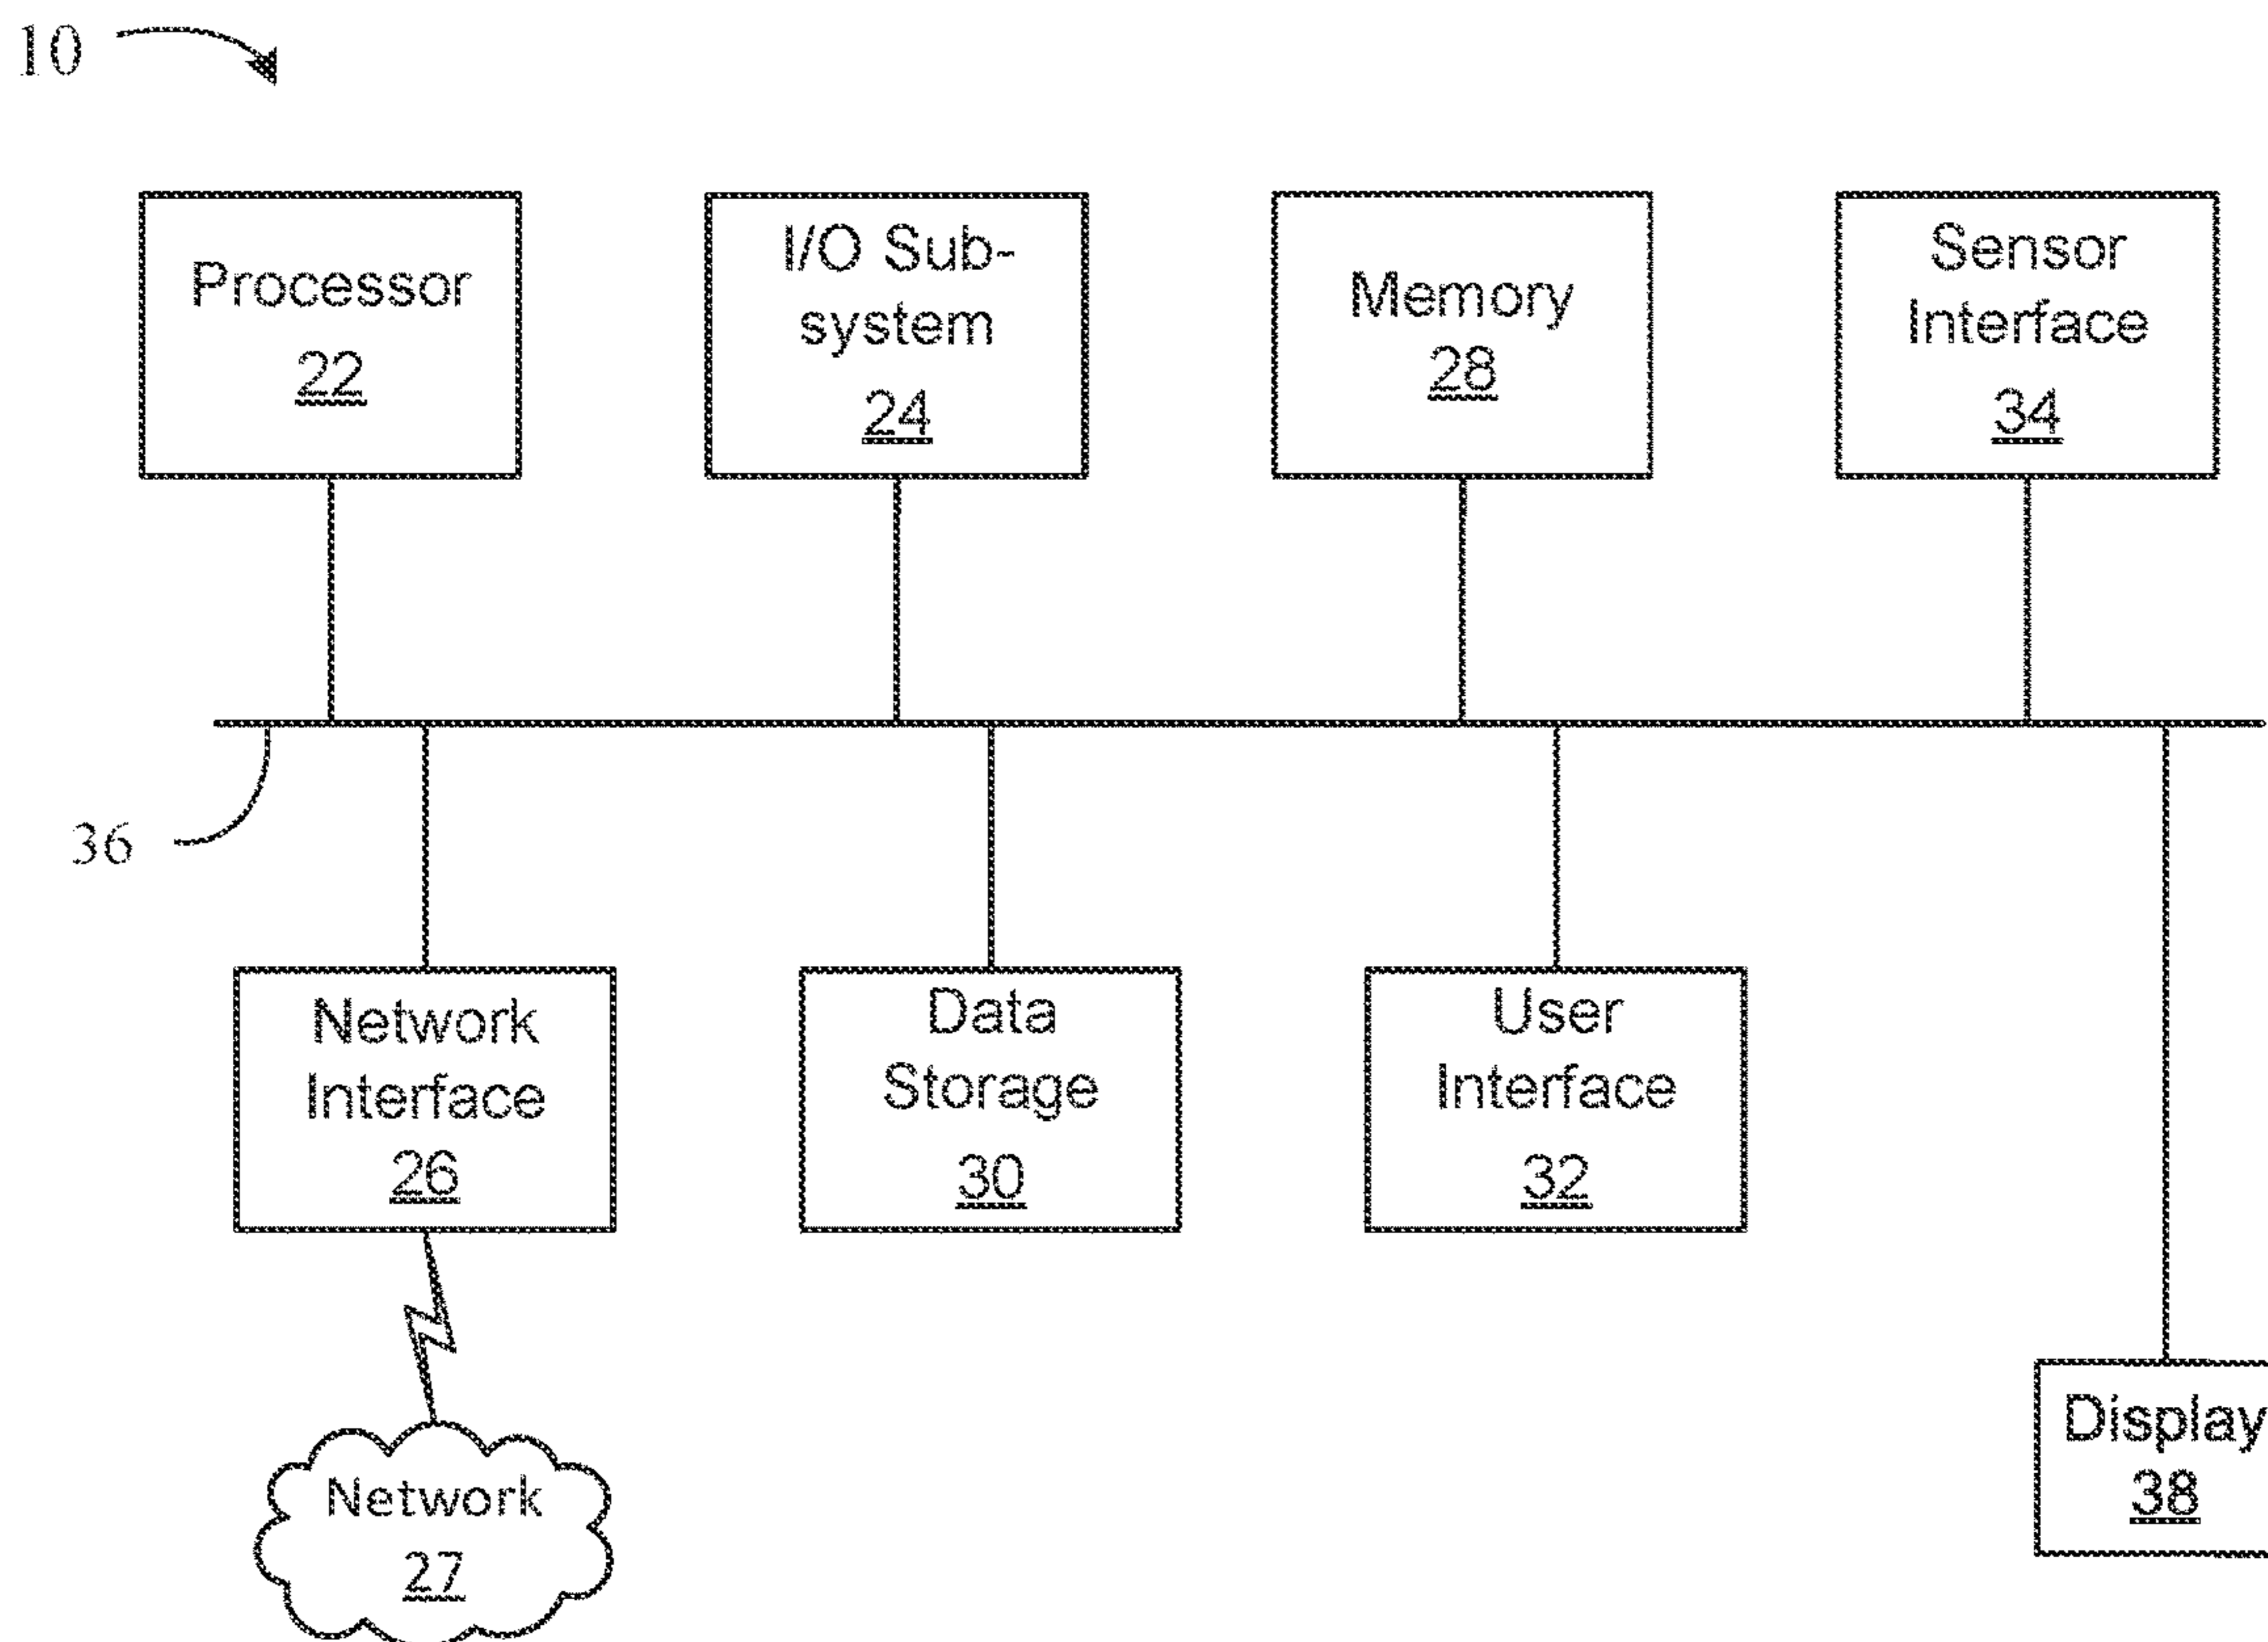 10
Processor
22
I/O Sub-
system
24
Memory
28
Sensor
Interface
34
36
Network
Interface
26
Data
Storage
30
User
Interface
32
Display
38
Network
27